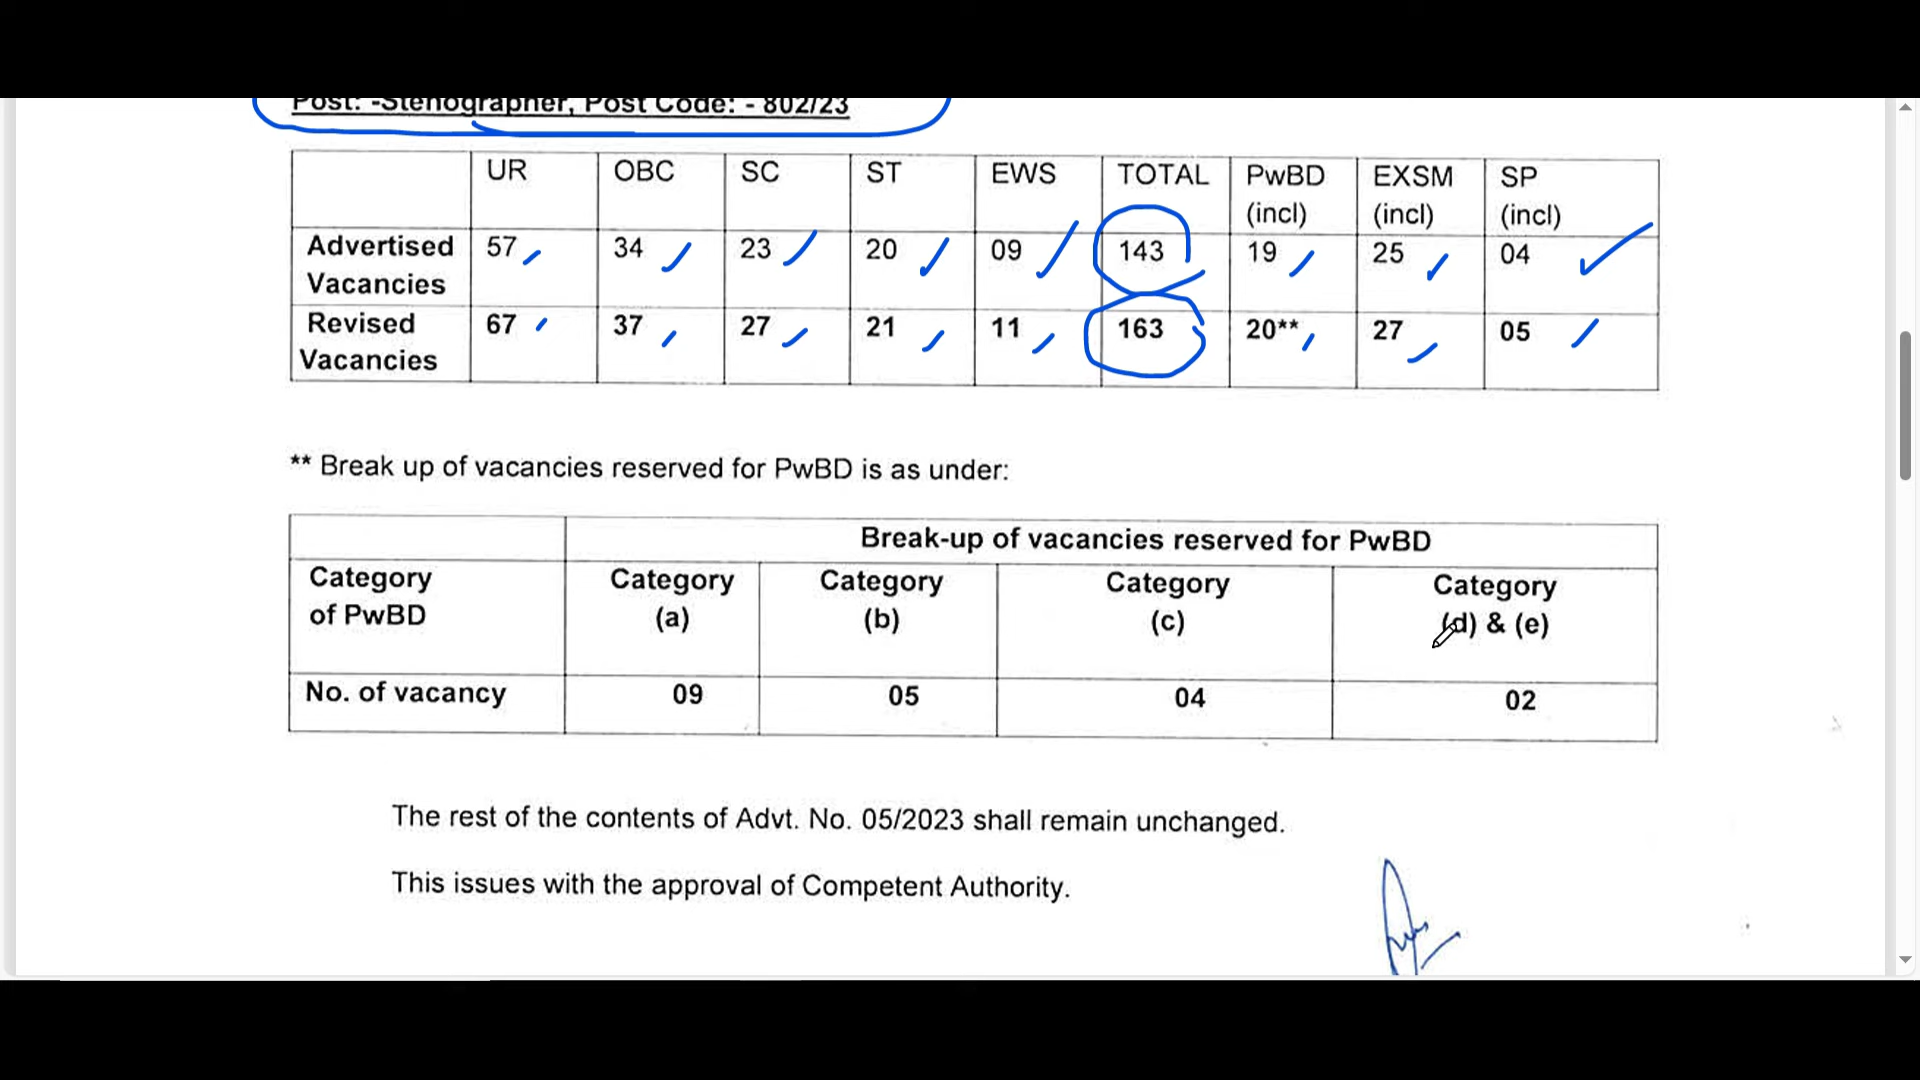 Post: -Stenographer, Post Code: - 802/23
UR OBC SC ST EWS TOTAL PwBD (incl) EXSM (incl) SP (incl)
Advertised Vacancies 57 34 23 20 09 143 19 25 04
Revised Vacancies 67 37 27 21 11 163 20** 27 05
** Break up of vacancies reserved for PwBD is as under:
Break-up of vacancies reserved for PwBD
Category of PwBD Category (a) Category (b) Category (c) Category (d) & (e)
No. of vacancy 09 05 04 02
The rest of the contents of Advt. No. 05/2023 shall remain unchanged.
This issues with the approval of Competent Authority.